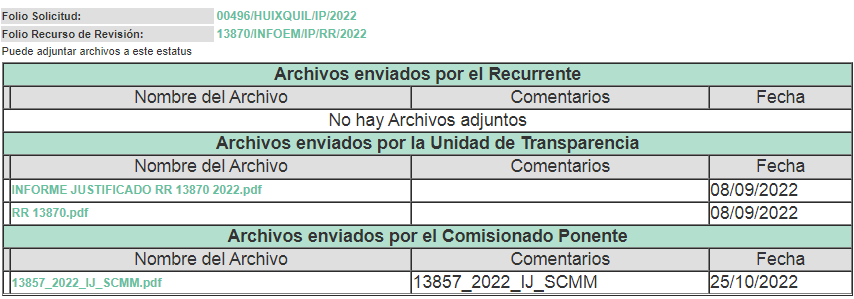 Folio Solicitud: 00496/HUIXQUIL/IP/2022
Folio Recurso de Revisión: 13870/INFOEM/IP/RR/2022
Puede adjuntar archivos a este estatus
Archivos enviados por el Recurrente
Nombre del Archivo Comentarios Fecha
No hay Archivos adjuntos
Archivos enviados por la Unidad de Transparencia
Nombre del Archivo Comentarios Fecha
INFORME JUSTIFICADO RR 13870 2022.pdf 08/09/2022
RR 13870.pdf 08/09/2022
Archivos enviados por el Comisionado Ponente
Nombre del Archivo Comentarios Fecha
13857_2022_IJ_SCMM.pdf 13857_2022_IJ_SCMM 25/10/2022